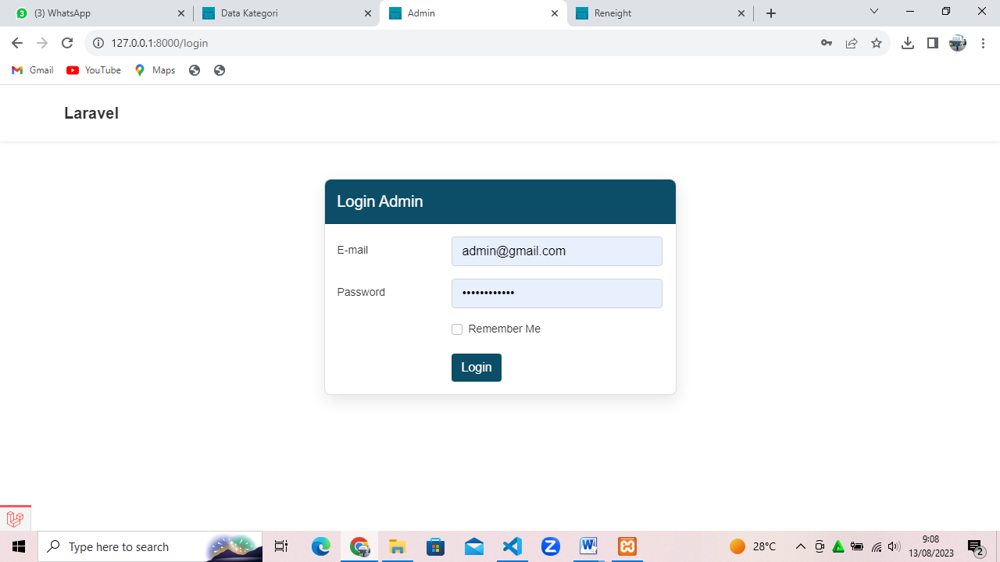 (3) WhatsApp
Data Kategori
Admin
Reneight
127.0.0.1:8000/login
Gmail
YouTube
Maps
Laravel
Login Admin
E-mail
admin@gmail.com
Password
••••••••••••
Remember Me
Login
Type here to search
28°C
9:08
13/08/2023
2